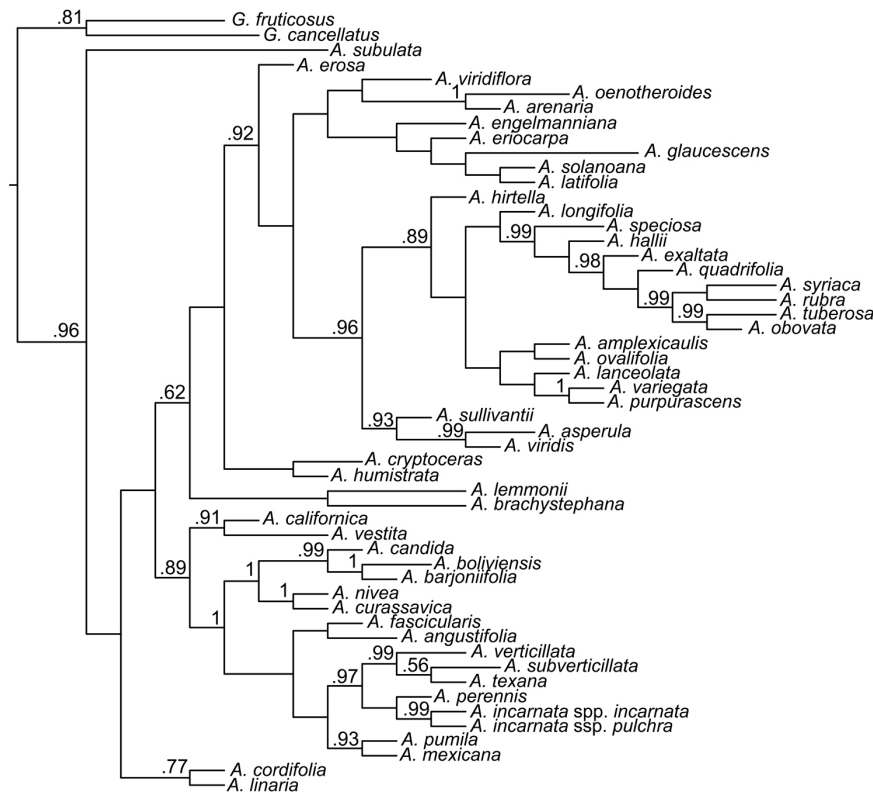 .81
G. fruticosus
G. cancellatus
A. subulata
A. erosa
A. viridiflora
1
A. oenotheroides
A. arenaria
A. engelmanniana
.92
A. eriocarpa
A. glaucescens
A. solanoana
A. latifolia
A. hirtella
A. longifolia
A. speciosa
.99
.89
A. hallii
A. exaltata
.98
A. quadrifolia
A. syriaca
.99
A. rubra
.99
A. tuberosa
A. obovata
.96
.96
A. amplexicaulis
A. ovalifolia
A. lanceolata
1
A. variegata
.62
A. purpurascens
.93
A. sullivantii
.99
A. asperula
A. viridis
A. cryptoceras
A. humistrata
A. lemmonii
A. brachystephana
.91
A. californica
A. vestita
.99
A. candida
1
A. boliviensis
.89
1
A. barjoniifolia
1
A. nivea
A. curassavica
1
A. fascicularis
A. angustifolia
.99
A. verticillata
.56
A. subverticillata
.97
A. texana
A. perennis
.99
A. incarnata spp. incarnata
A. incarnata ssp. pulchra
.93
A. pumila
A. mexicana
.77
A. cordifolia
A. linaria